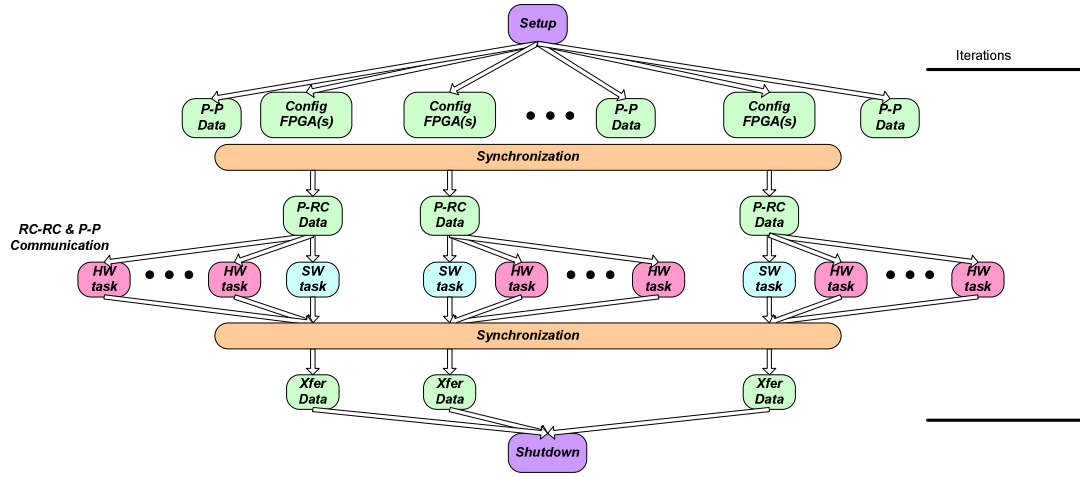 Setup
Iterations
P-P
Data
Config
FPGA(s)
Config
FPGA(s)
P-P
Data
Config
FPGA(s)
P-P
Data
Synchronization
P-RC
Data
P-RC
Data
P-RC
Data
RC-RC & P-P
Communication
HW
task
HW
task
SW
task
SW
task
HW
task
HW
task
SW
task
HW
task
HW
task
Synchronization
Xfer
Data
Xfer
Data
Xfer
Data
Shutdown